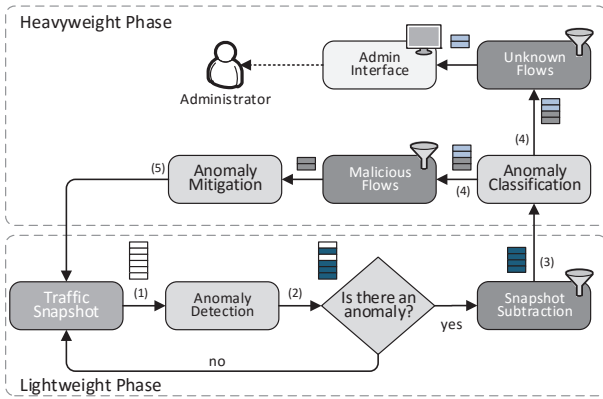 Heavyweight Phase
Admin
Interface
Unknown
Flows
Administrator
(4)
(5)
Anomaly
Mitigation
Malicious
Flows
(4)
Anomaly
Classification
(3)
Traffic
Snapshot
(1)
Anomaly
Detection
(2)
Is there an
anomaly?
yes
Snapshot
Subtraction
no
Lightweight Phase